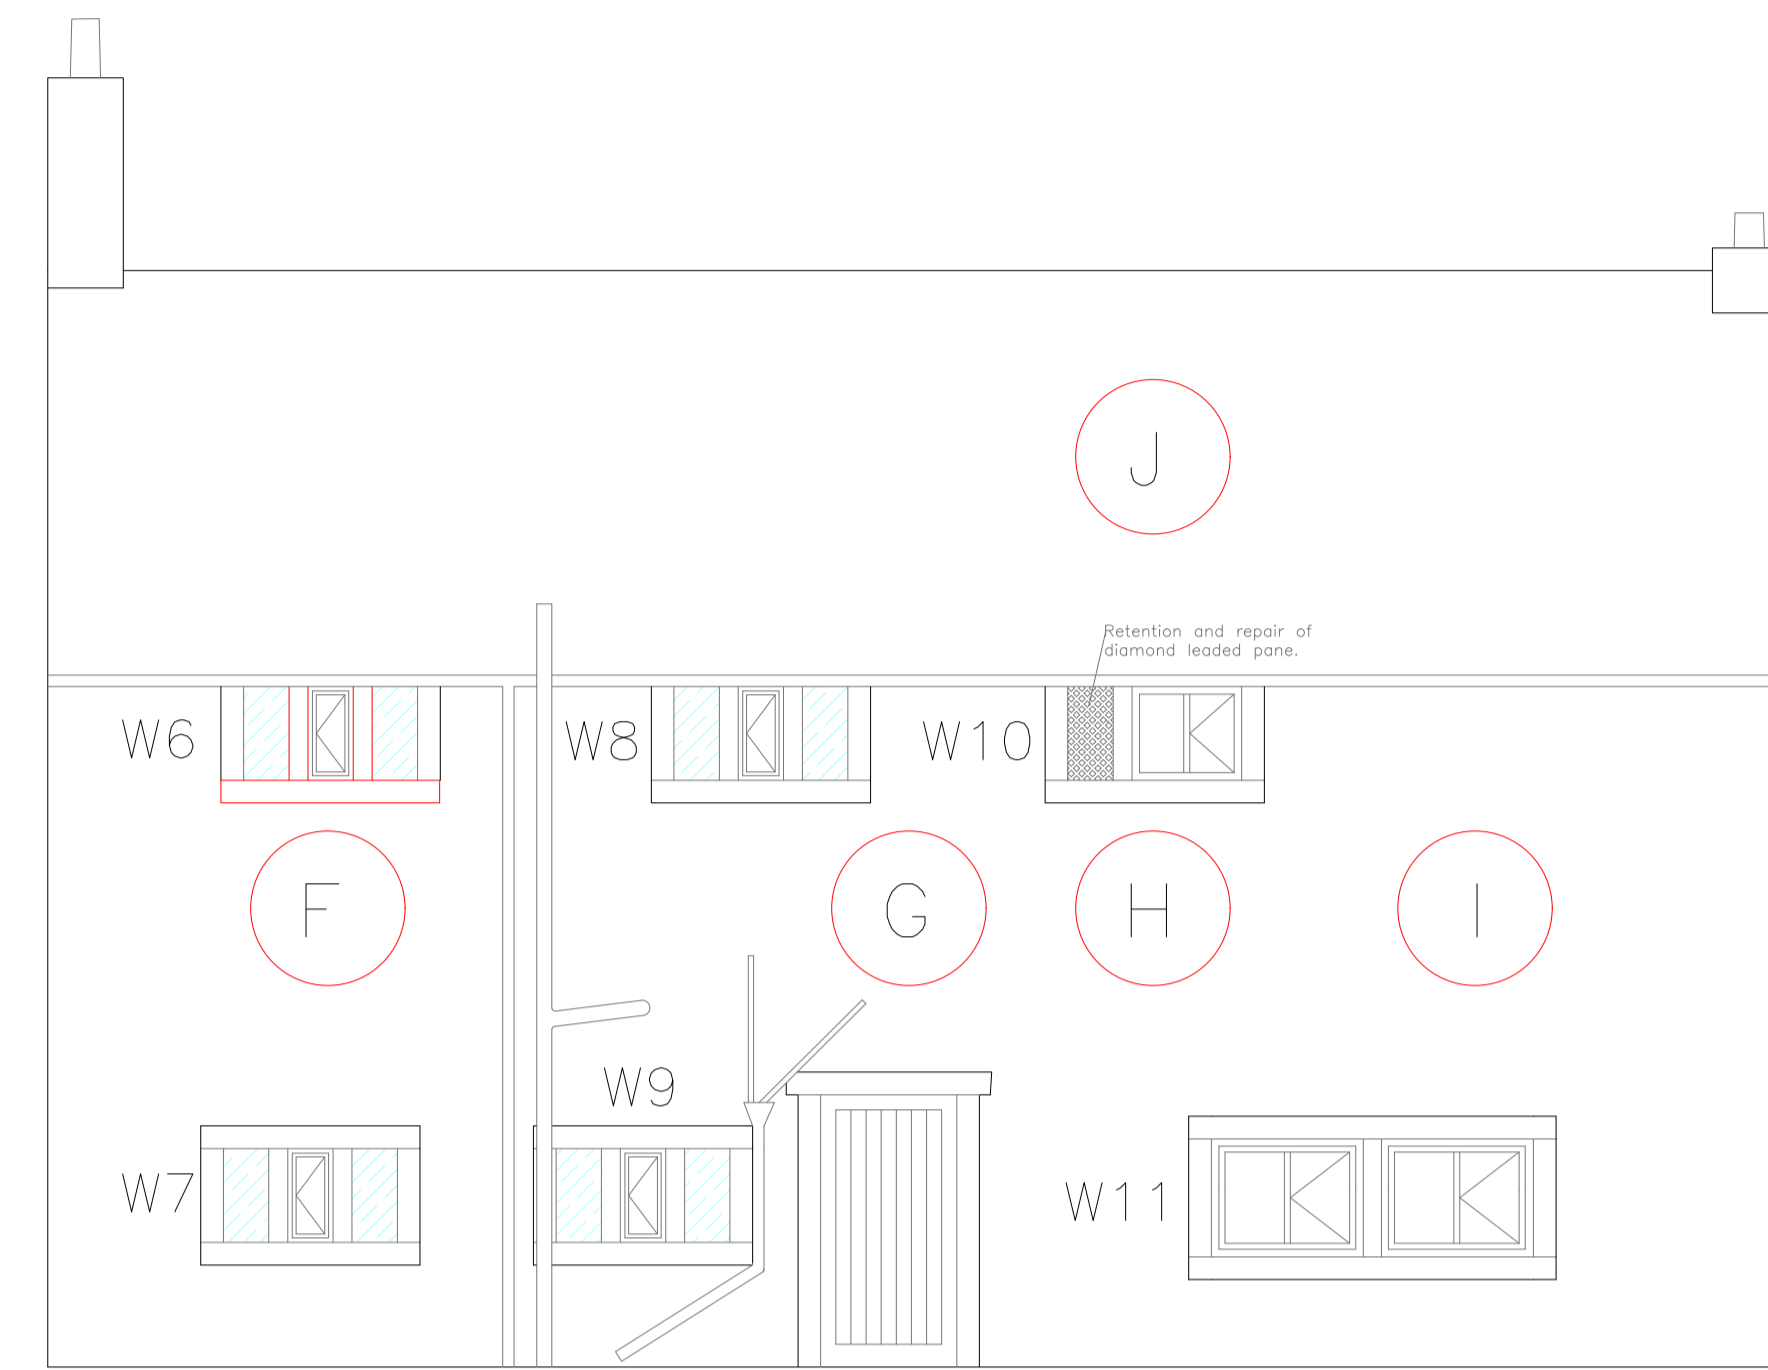 J
Retention and repair of
diamond leaded pane.
W6
W8
W10
F
G
H
I
W9
W7
W11